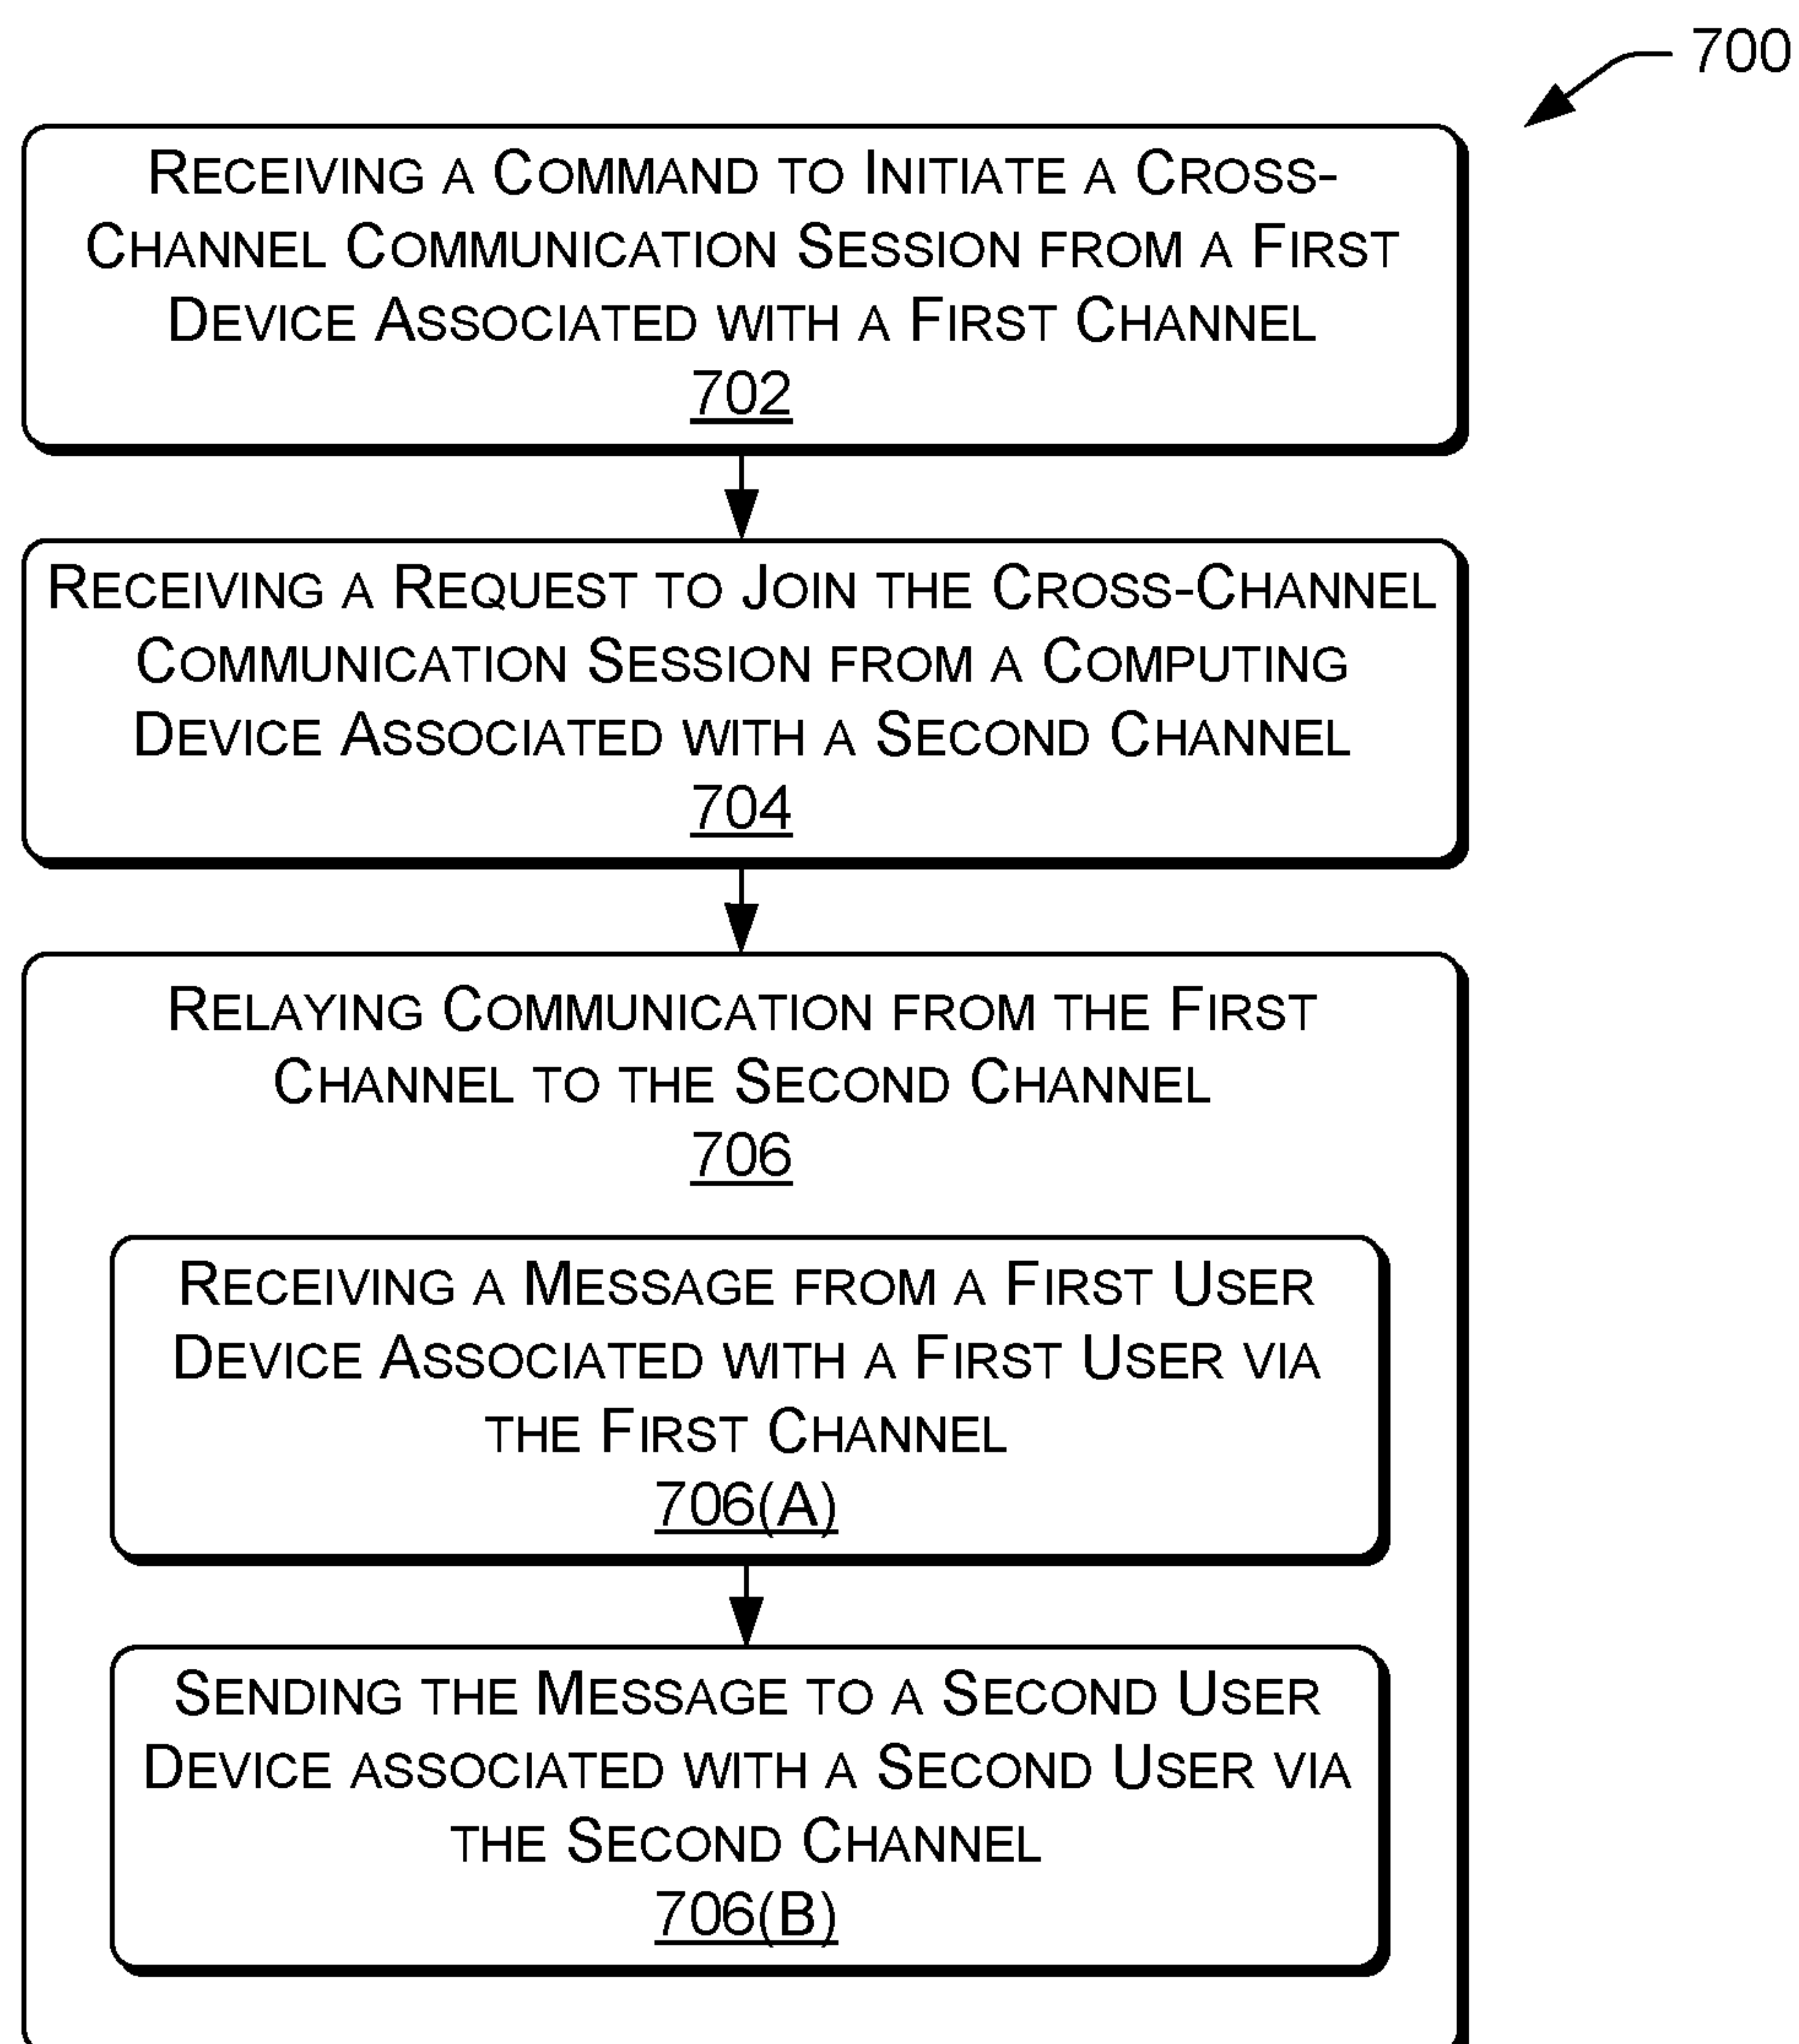 700
RECEIVING A COMMAND TO INITIATE A CROSS-
CHANNEL COMMUNICATION SESSION FROM A FIRST
DEVICE ASSOCIATED WITH A FIRST CHANNEL
702
RECEIVING A REQUEST TO JOIN THE CROSS-CHANNEL
COMMUNICATION SESSION FROM A COMPUTING
DEVICE ASSOCIATED WITH A SECOND CHANNEL
704
RELAYING COMMUNICATION FROM THE FIRST
CHANNEL TO THE SECOND CHANNEL
706
RECEIVING A MESSAGE FROM A FIRST USER
DEVICE ASSOCIATED WITH A FIRST USER VIA
THE FIRST CHANNEL
706(A)
SENDING THE MESSAGE TO A SECOND USER
DEVICE ASSOCIATED WITH A SECOND USER VIA
THE SECOND CHANNEL
706(B)